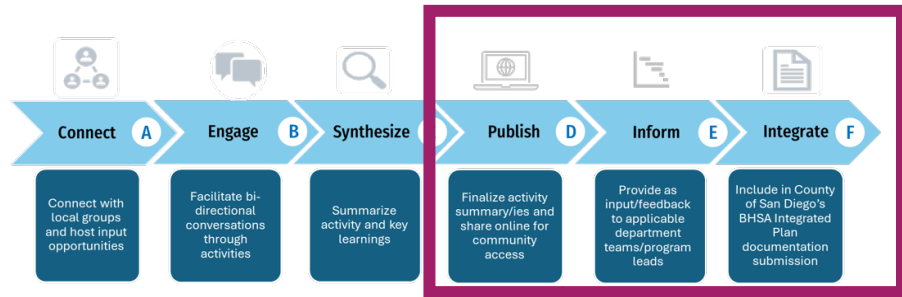 Connect A
Engage B
Synthesize
Publish D
Inform E
Integrate F
Connect with
local groups
and host input
opportunities
Facilitate bi-
directional
conversations
through
activities
Summarize
activity and key
learnings
Finalize activity
summary/ies and
share online for
community
access
Provide as
input/feedback
to applicable
department
teams/program
leads
Include in County
of San Diego's
BHSA Integrated
Plan
documentation
submission